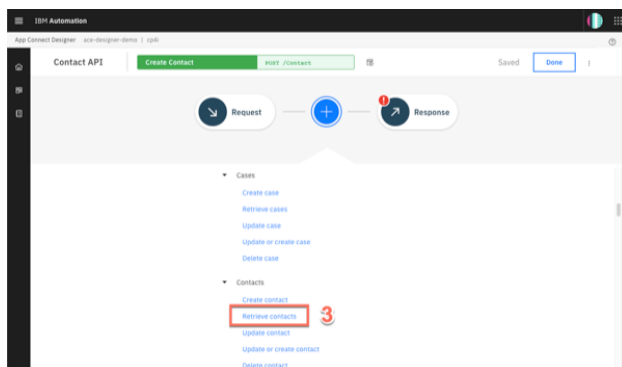 IBM Automation
App Connect Designer ace-designer-demo | cp4i
Contact API Create Contact POST /Contact Saved Done
Request
Response
Cases
Create case
Retrieve cases
Update case
Update or create case
Delete case
Contacts
Create contact
Retrieve contacts 3
Update contact
Update or create contact
Delete contact